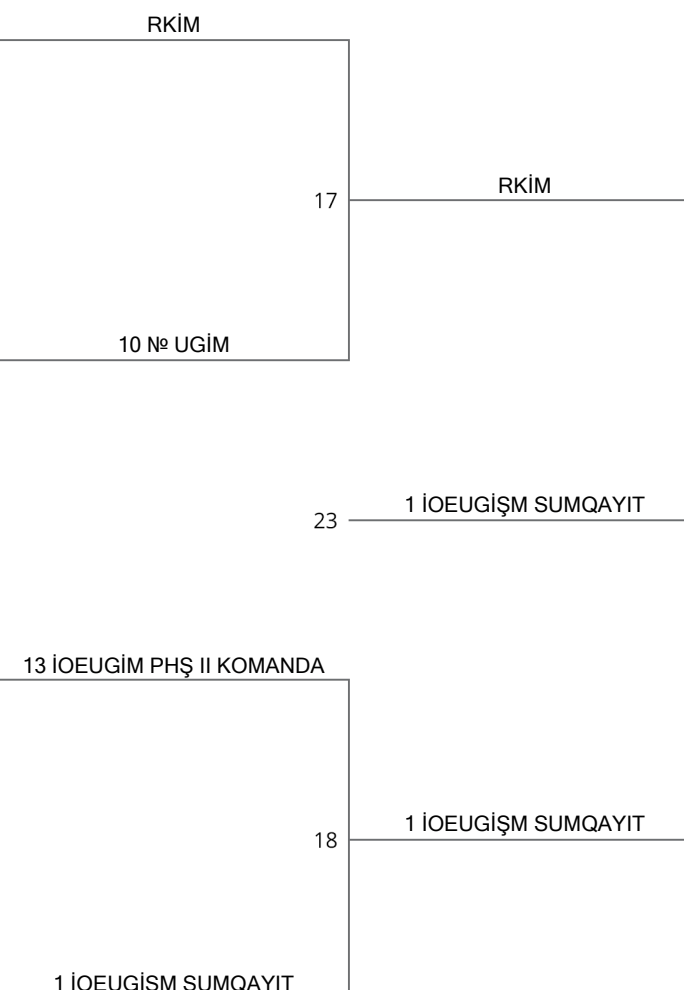 RKİM
17
RKİM
10 № UGİM
23
1 İOEUGİŞM SUMQAYIT
13 İOEUGİM PHŞ II KOMANDA
18
1 İOEUGİŞM SUMQAYIT
1 İOEUGİŞM SUMQAYIT